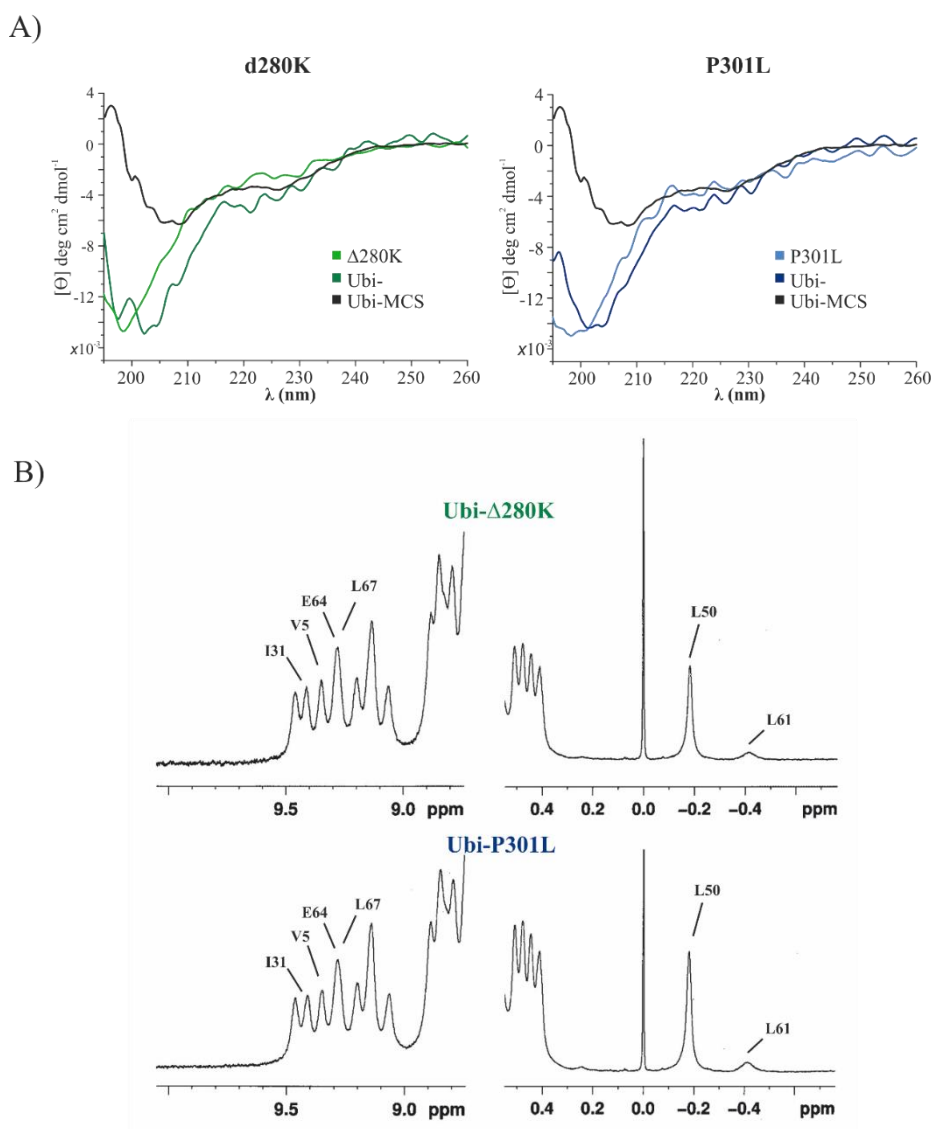 A)
d280K P301L
4 4
0 0
-4 -4
-8 -8
-12 -12
[Θ] deg cm² dmol⁻¹ [Θ] deg cm² dmol⁻¹
Δ280K P301L
Ubi- Ubi-
Ubi-MCS Ubi-MCS
x10⁻³ x10⁻³
200 210 220 230 240 250 260 200 210 220 230 240 250 260
λ (nm) λ (nm)
B)
Ubi-Δ280K
I31 V5 E64 L67 L50 L61
9.5 9.0 ppm 0.4 0.2 0.0 −0.2 −0.4 ppm
Ubi-P301L
I31 V5 E64 L67 L50 L61
9.5 9.0 ppm 0.4 0.2 0.0 −0.2 −0.4 ppm